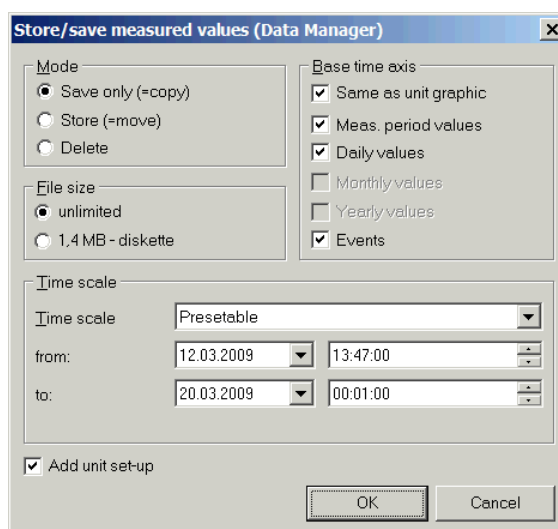 Store/save measured values (Data Manager)
Mode
Save only (=copy)
Store (=move)
Delete
File size
unlimited
1,4 MB - diskette
Base time axis
Same as unit graphic
Meas. period values
Daily values
Monthly values
Yearly values
Events
Time scale
Time scale
Presetable
from:
12.03.2009
13:47:00
to:
20.03.2009
00:01:00
Add unit set-up
OK
Cancel